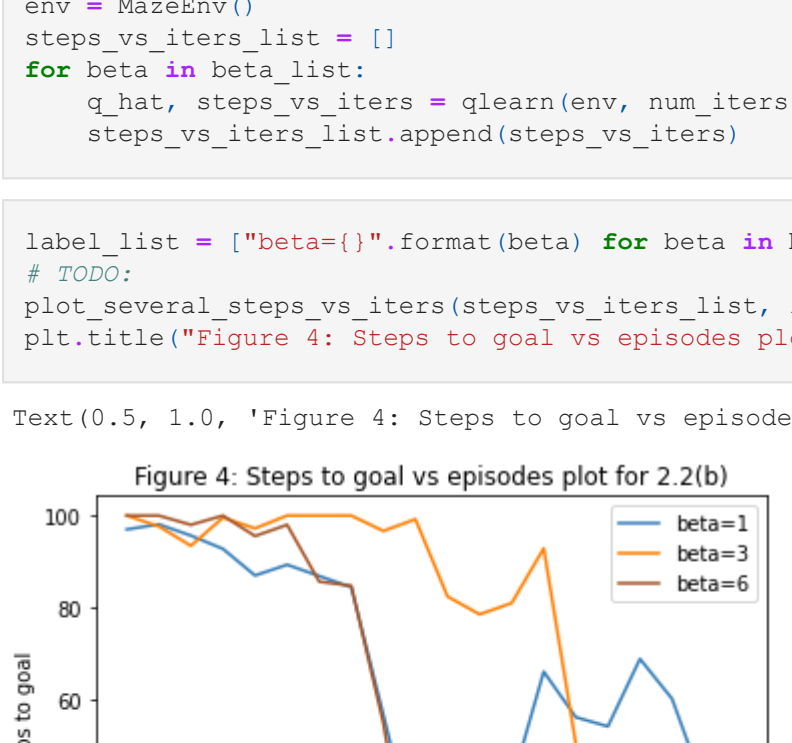 env = MazeEnv()
steps_vs_iters_list = []
for beta in beta_list:
    q_hat, steps_vs_iters = qlearn(env, num_iters
    steps_vs_iters_list.append(steps_vs_iters)
label_list = ["beta={}".format(beta) for beta in
# TODO:
plot_several_steps_vs_iters(steps_vs_iters_list,
plt.title("Figure 4: Steps to goal vs episodes
Text(0.5, 1.0, 'Figure 4: Steps to goal vs episode
Figure 4: Steps to goal vs episodes plot for 2.2(b)
100
80
60
to goal
beta=1
beta=3
beta=6